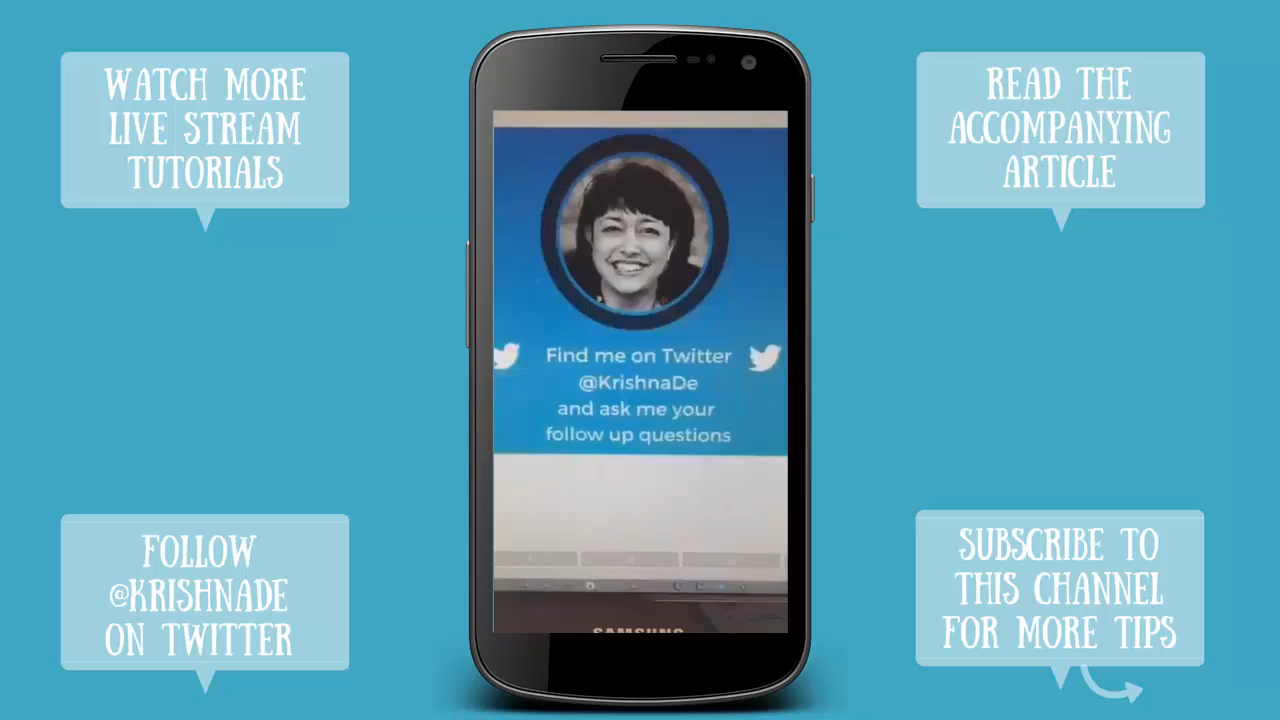 WATCH MORE
LIVE STREAM
TUTORIALS
READ THE
ACCOMPANYING
ARTICLE
Find me on Twitter
@KrishnaDe
and ask me your
follow up questions
SAMSUNG
FOLLOW
@KRISHNADE
ON TWITTER
SUBSCRIBE TO
THIS CHANNEL
FOR MORE TIPS